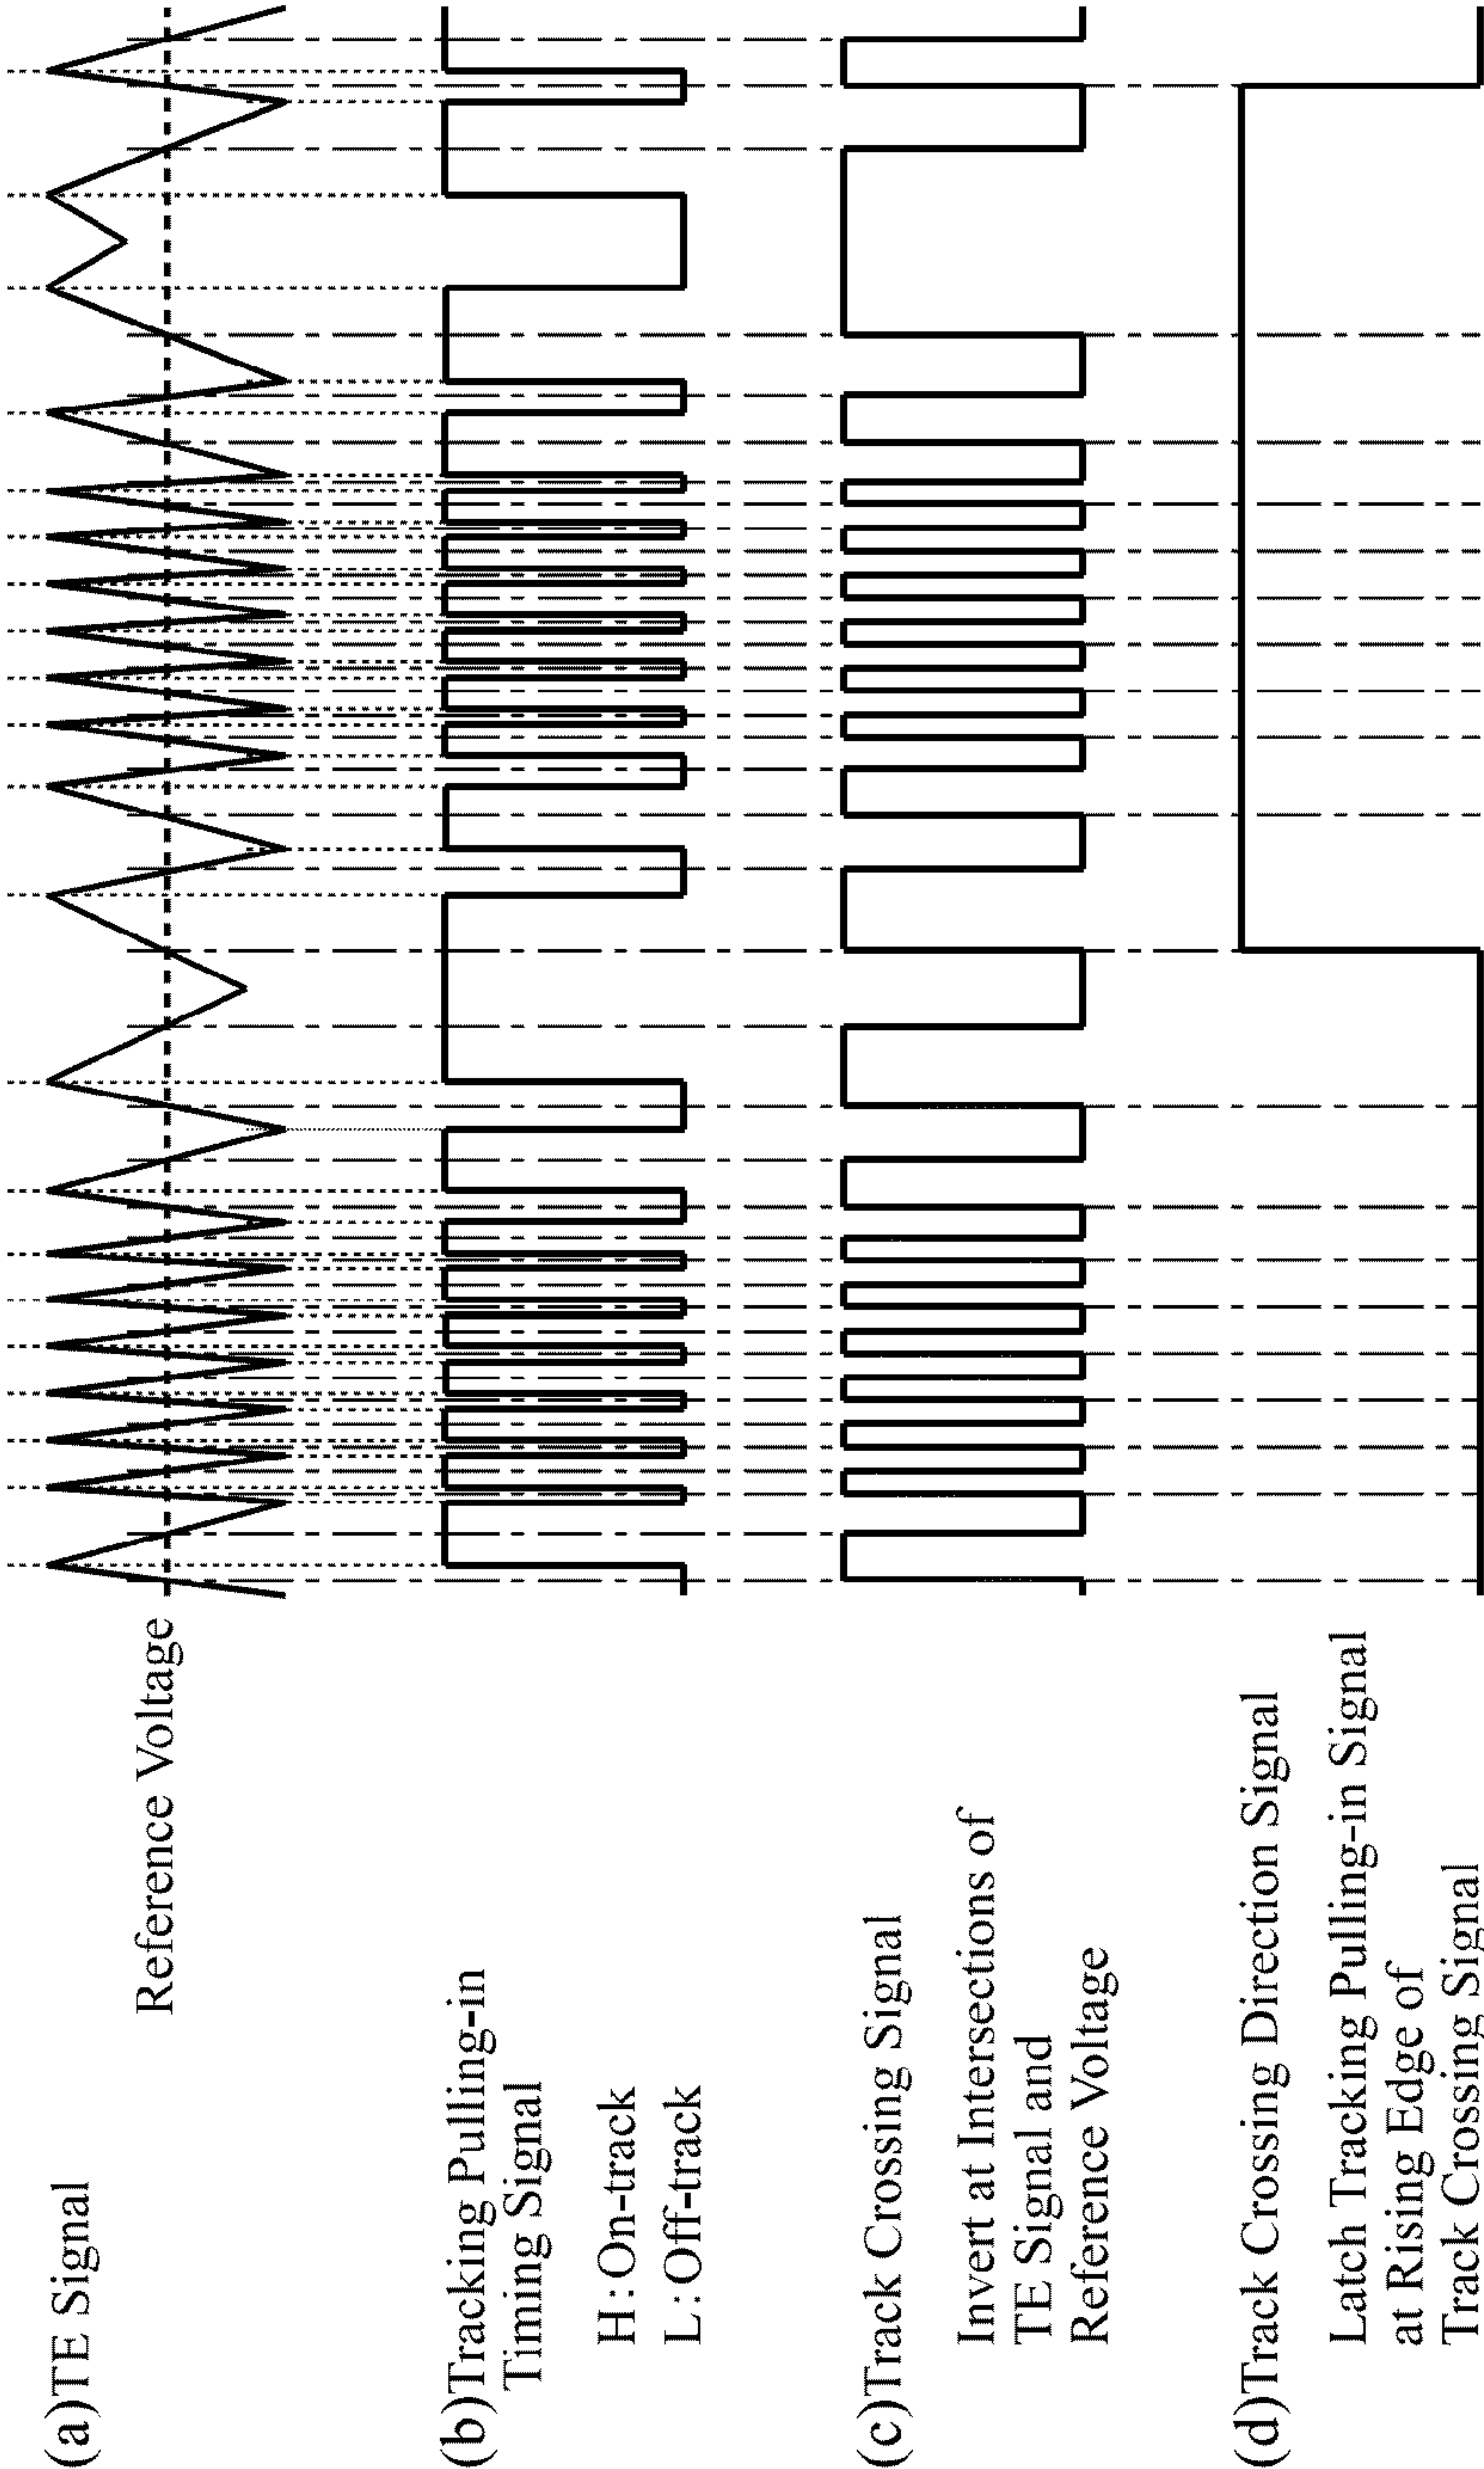 (a)TE Signal
Reference Voltage
(b)Tracking Pulling-in
Timing Signal
H:On-track
L:Off-track
(c)Track Crossing Signal
Invert at Intersections of
TE Signal and
Reference Voltage
(d)Track Crossing Direction Signal
Latch Tracking Pulling-in Signal
at Rising Edge of
Track Crossing Signal